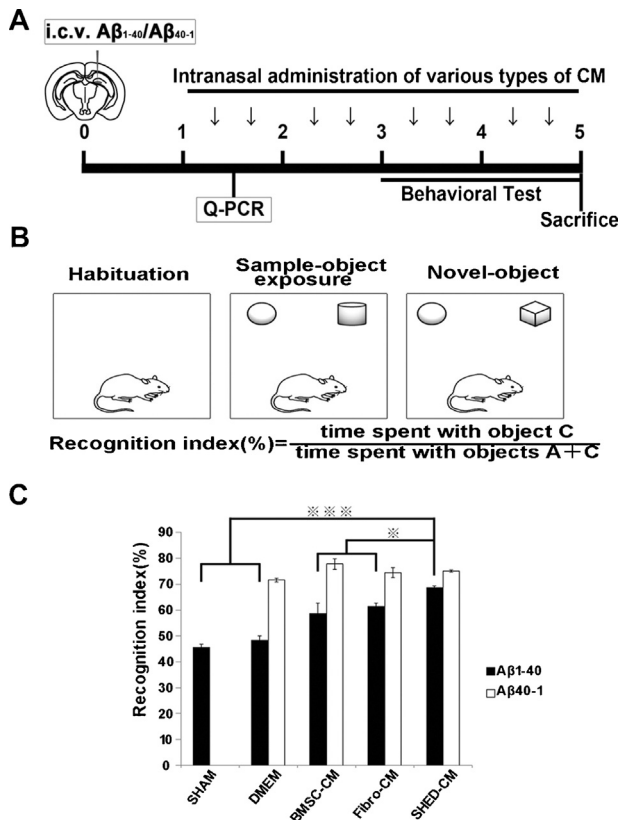 A
i.c.v. Aβ1-40/Aβ40-1
Intranasal administration of various types of CM
0 1 2 3 4 5
Q-PCR
Behavioral Test
Sacrifice
B
Habituation
Sample-object
exposure
Novel-object
Recognition index(%)=
time spent with object C
time spent with objects A+C
C
※※※
※
Recognition index(%)
90
80
70
60
50
40
30
20
10
0
Aβ1-40
Aβ40-1
SHAM
DMEM
BMSC-CM
Fibro-CM
SHED-CM